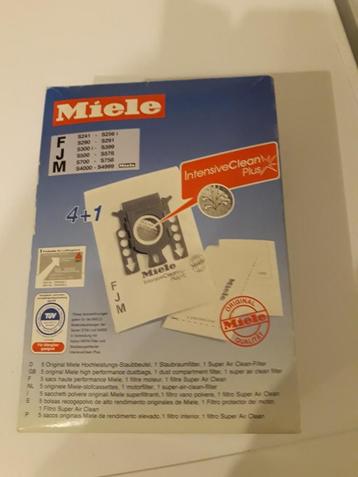 Miele
F
J
M
S241 - S256 i
S290 - S291
S300 i - S399
S500 - S578
S700 - S758
S4000 - S4999
Miele
IntensiveClean
Plus
4+1
Miele
IntensiveClean Plus
F
J
M
TÜV
ORIGINAL
Miele
QUALITÄT
D 5 Original Miele Hochleistungs-Staubbeutel, 1 Staubraumfilter, 1 Super Air Clean-Filter
GB 5 original Miele high performance dustbags, 1 dust compartment filter, 1 super air clean filter
F 5 sacs haute performance Miele, 1 filtre moteur, 1 filtre Super Air Clean
NL 5 originele Miele-stofcassettes, 1 motorfilter, 1 super-air-clean-filter
I 5 sacchetti polvere originali Miele superfiltranti, 1 filtro vano polvere, 1 filtro Super Air Clean
E 5 bolsas recogepolvo de alto rendimiento originales de Miele, 1 Filtro protector del motor,
1 Filtro Super Air Clean
P 5 sacos originais Miele de rendimento elevado, 1 filtro interior, 1 filtro Super Air Clean